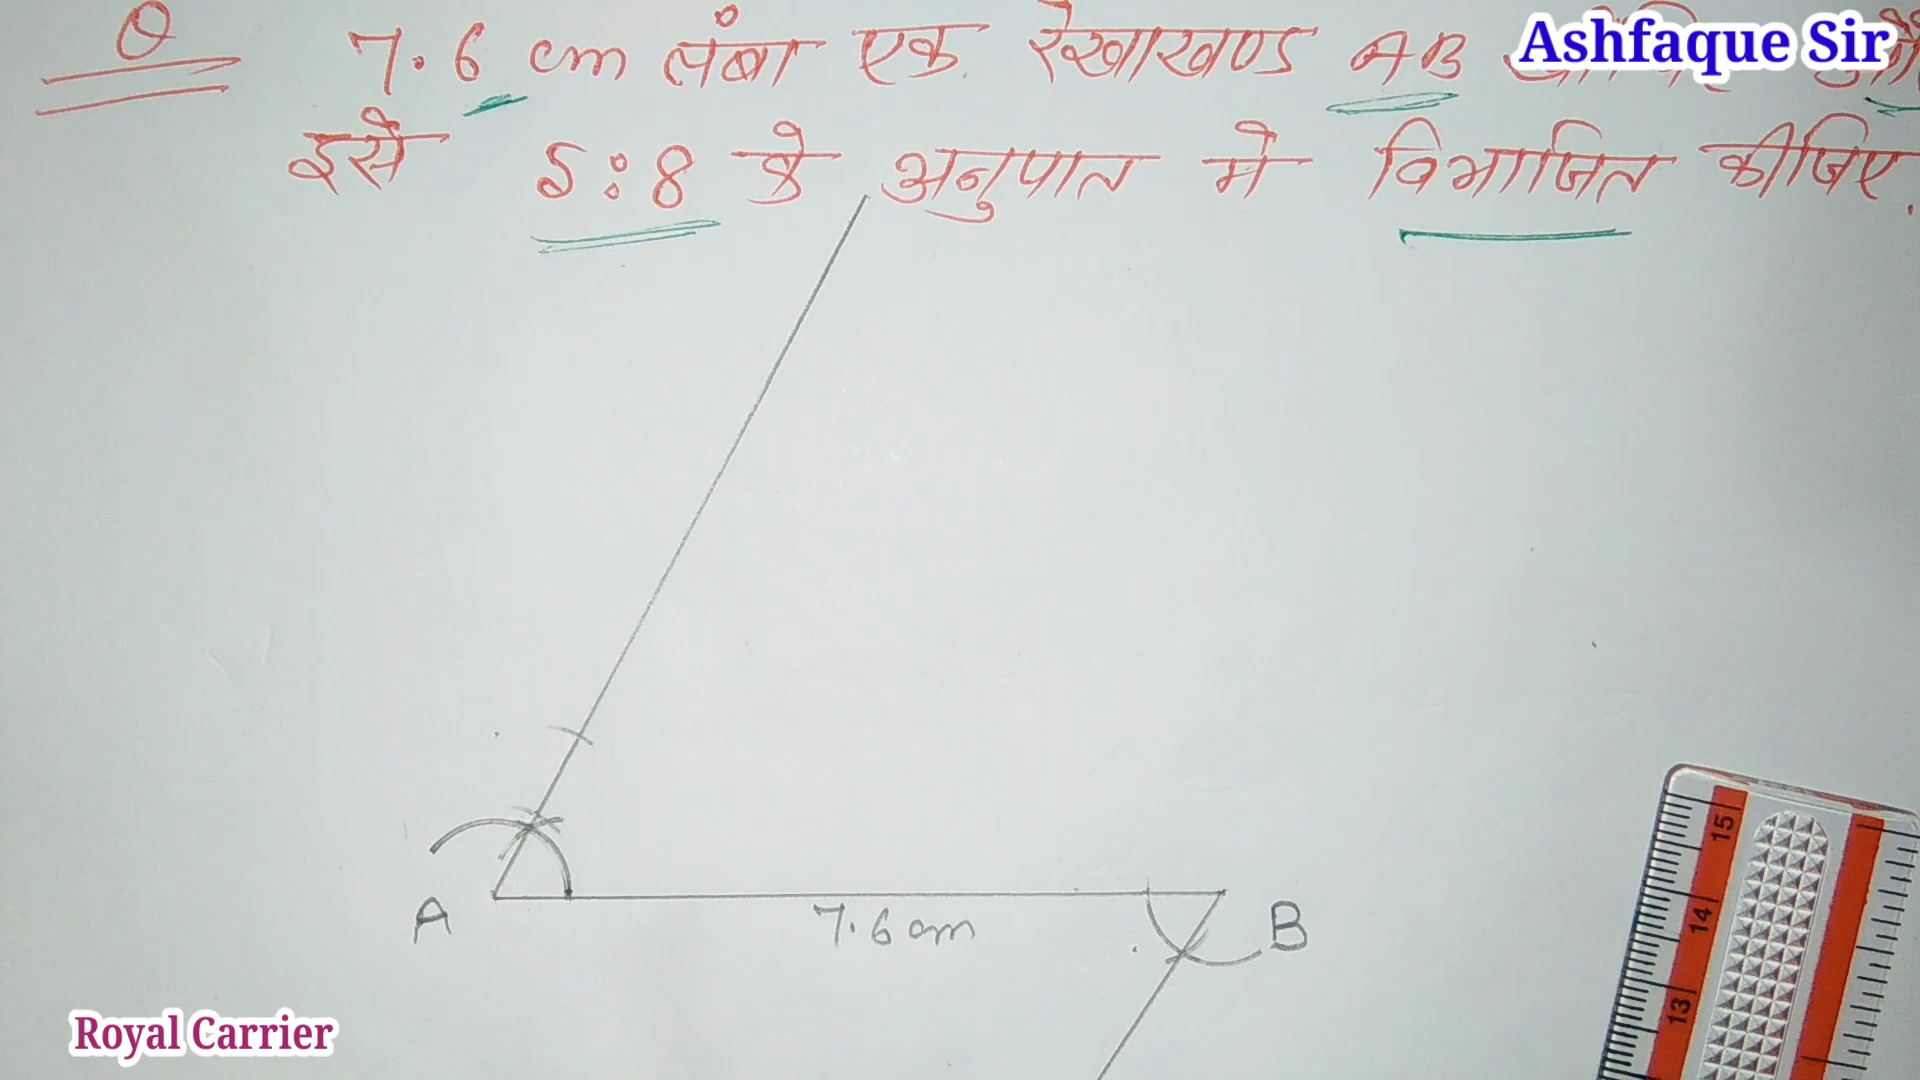 Q 7.6 cm लंबा एक रेखाखण्ड AB
Ashfaque Sir
इसे 5:8 के अनुपात में विभाजित कीजिए.
A 7.6 cm B
15
14
13
Royal Carrier